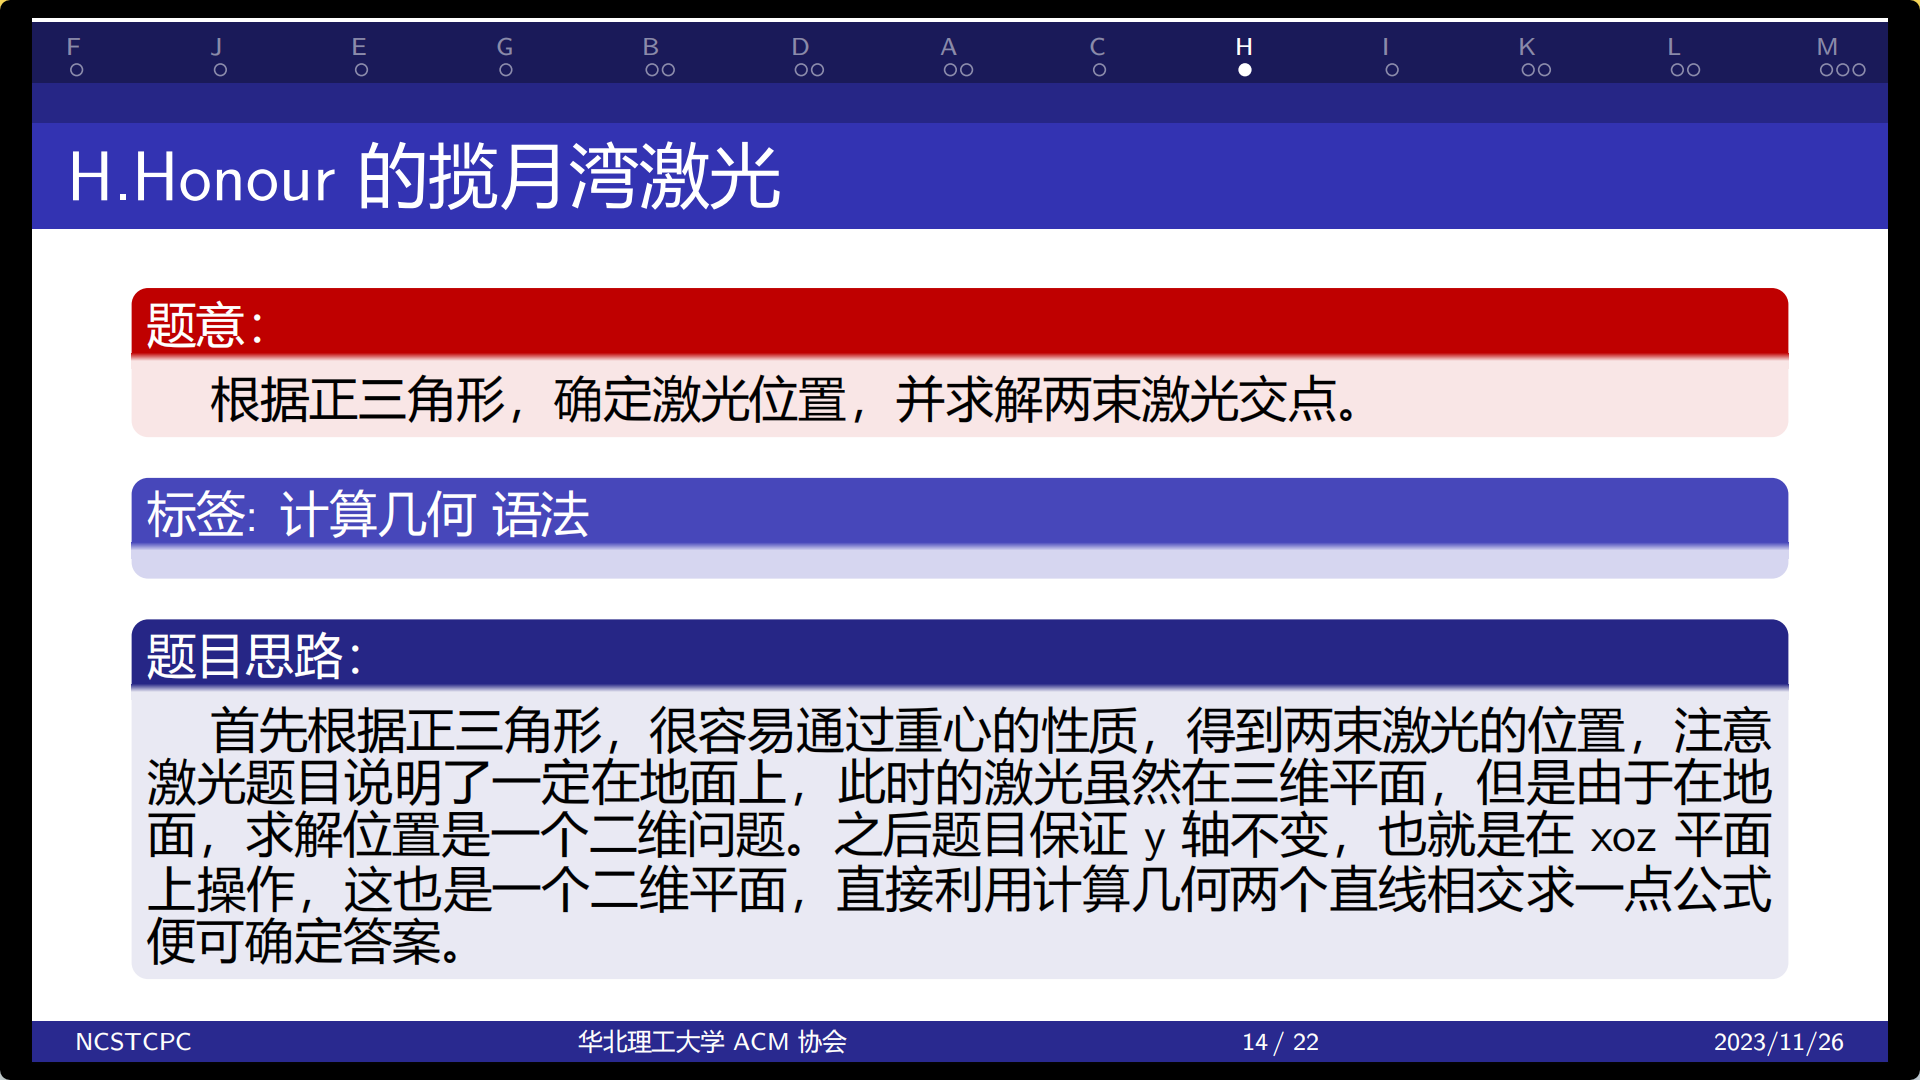 F J E G B D A C H I K L M
H.Honour 的揽月湾激光
题意：
根据正三角形，确定激光位置，并求解两束激光交点。
标签: 计算几何 语法
题目思路：
首先根据正三角形，很容易通过重心的性质，得到两束激光的位置，注意
激光题目说明了一定在地面上，此时的激光虽然在三维平面，但是由于在地
面，求解位置是一个二维问题。之后题目保证 y 轴不变，也就是在 xoz 平面
上操作，这也是一个二维平面，直接利用计算几何两个直线相交求一点公式
便可确定答案。
NCSTCPC 华北理工大学 ACM 协会 14 / 22 2023/11/26